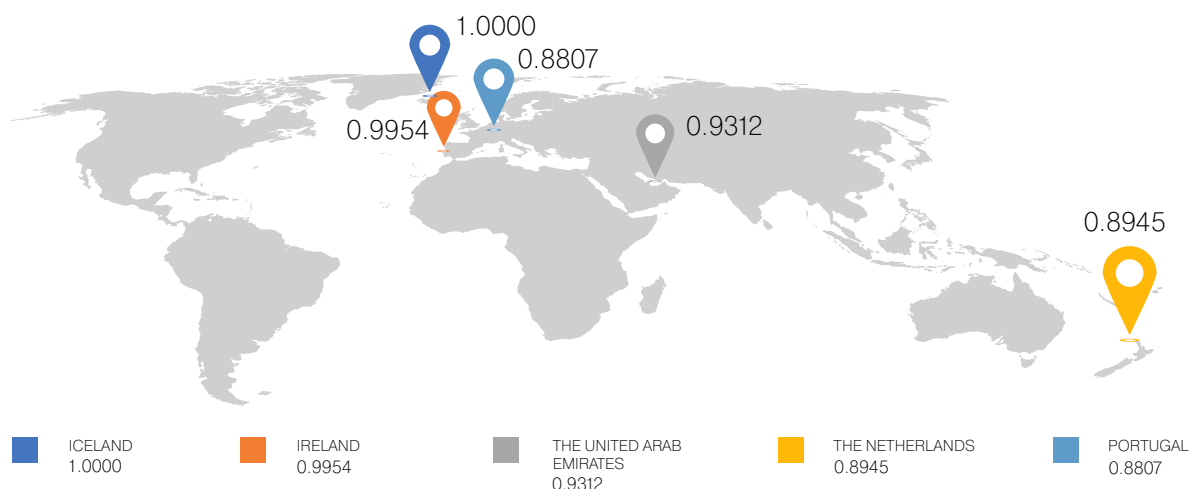 1.0000
0.8807
0.9954
0.9312
0.8945
ICELAND
1.0000
IRELAND
0.9954
THE UNITED ARAB
EMIRATES
0.9312
THE NETHERLANDS
0.8945
PORTUGAL
0.8807